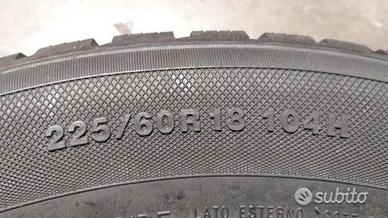 225/60R18 104H
LATO ESTERNO
subito